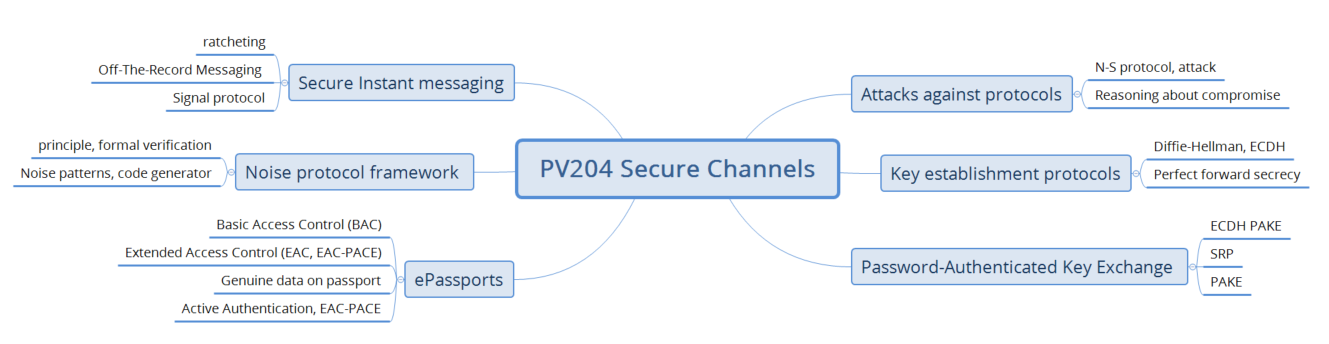 PV204 Secure Channels
Secure Instant messaging
ratcheting
Off-The-Record Messaging
Signal protocol
Noise protocol framework
principle, formal verification
Noise patterns, code generator
ePassports
Basic Access Control (BAC)
Extended Access Control (EAC, EAC-PACE)
Genuine data on passport
Active Authentication, EAC-PACE
Attacks against protocols
N-S protocol, attack
Reasoning about compromise
Key establishment protocols
Diffie-Hellman, ECDH
Perfect forward secrecy
Password-Authenticated Key Exchange
ECDH PAKE
SRP
PAKE